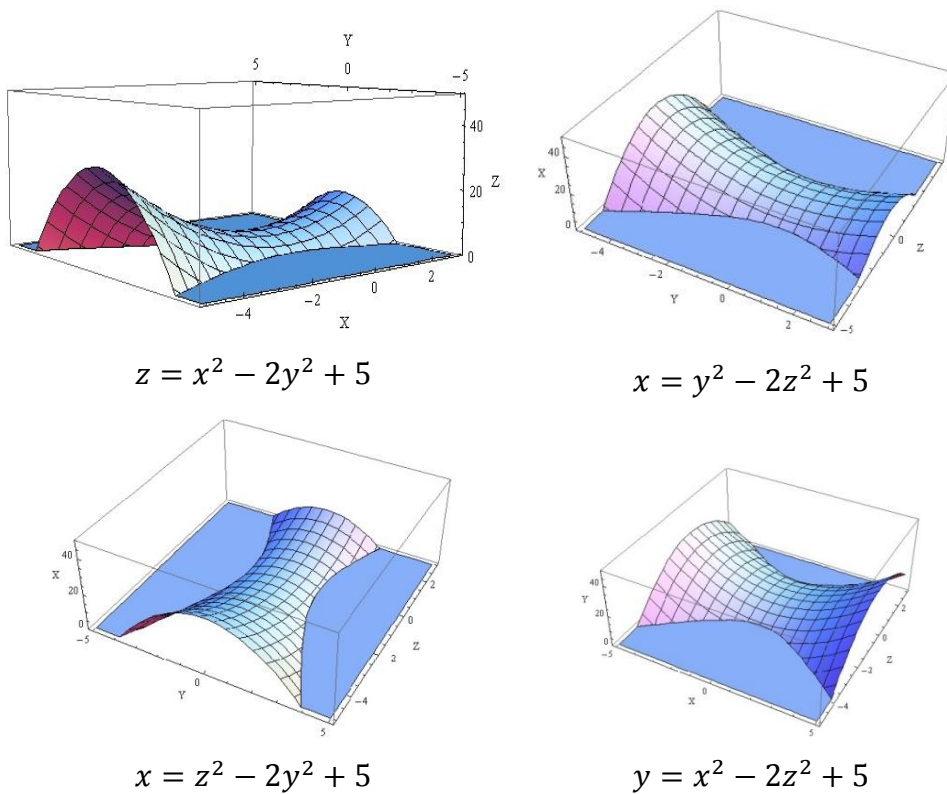 Y
5 0 -5
40
20 Z
0
-4 -2 0 2
X
z = x² − 2y² + 5
40
X 20
0
-4 -2 0 2
Y
-5 0
Z
x = y² − 2z² + 5
40
X 20
0
-5 0 5
Y
-4 2 0 2
Z
x = z² − 2y² + 5
40
Y 20
0
-5 0 5
X
-4 -2 0 2
Z
y = x² − 2z² + 5